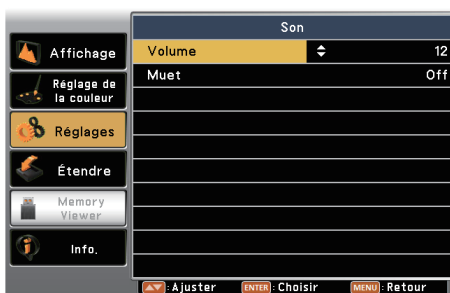 Son
Affichage
Réglage de
la couleur
Réglages
Étendre
Memory
Viewer
Info.
Volume 12
Muet Off
:Ajuster ENTER:Choisir MENU:Retour